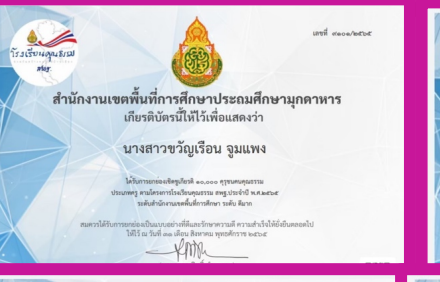 เลขที่ ๙๑๐๑/๒๕๖๕
โรงเรียนคุณธรรม
สพฐ.
สำนักงานเขตพื้นที่การศึกษาประถมศึกษามุกดาหาร
เกียรติบัตรนี้ให้ไว้เพื่อแสดงว่า
นางสาวขวัญเรือน จูมแพง
ได้รับการยกย่องเชิดชูเกียรติ ๑๐,๐๐๐ คุรุชนคนคุณธรรม
ประเภทครู ตามโครงการโรงเรียนคุณธรรม สพฐ.ประจำปี พ.ศ.๒๕๖๕
ระดับสำนักงานเขตพื้นที่การศึกษา ระดับ ดีมาก
สมควรได้รับการยกย่องเป็นแบบอย่างที่ดีและรักษาความดี ความสำเร็จให้ยั่งยืนตลอดไป
ให้ไว้ ณ วันที่ ๓๑ เดือน สิงหาคม พุทธศักราช ๒๕๖๕